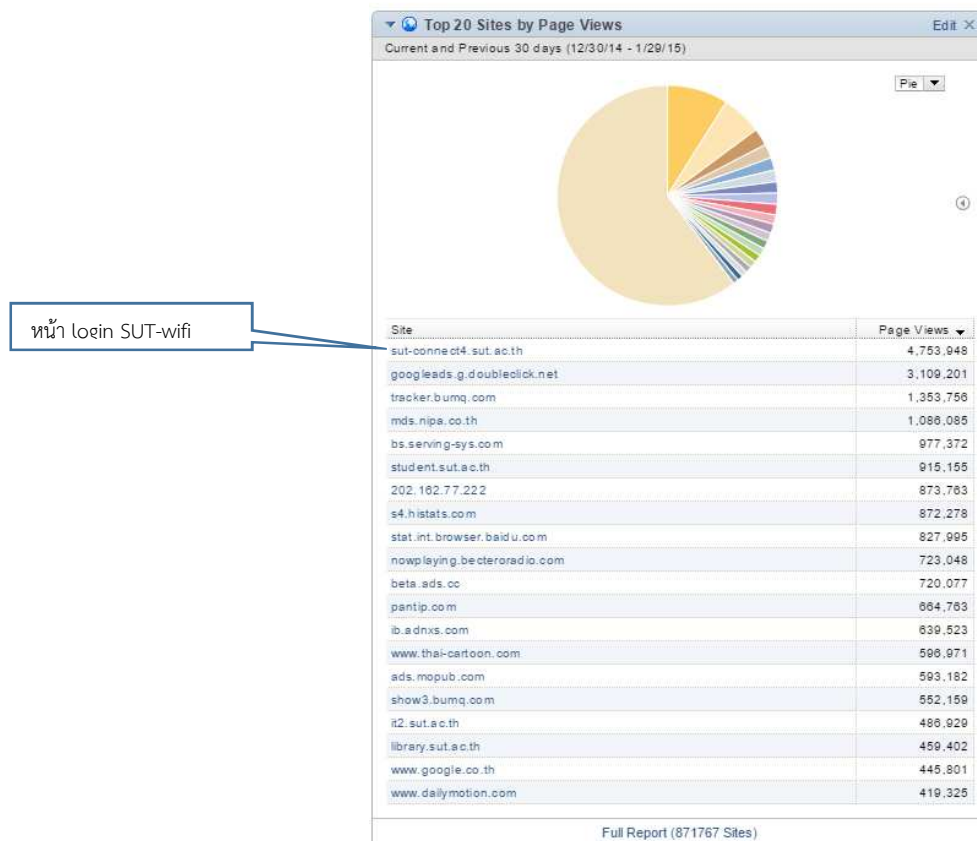 Top 20 Sites by Page Views Edit ×
Current and Previous 30 days (12/30/14 - 1/29/15)
Pie
หน้า login SUT-wifi
Site Page Views
sut-connect4.sut.ac.th 4,753,948
googleads.g.doubleclick.net 3,109,201
tracker.bumq.com 1,353,756
mds.nipa.co.th 1,086,085
bs.serving-sys.com 977,372
student.sut.ac.th 915,155
202.162.77.222 873,763
s4.histats.com 872,278
stat.int.browser.baidu.com 827,995
nowplaying.becteroradio.com 723,048
beta.ads.cc 720,077
pantip.com 664,763
ib.adnxs.com 639,523
www.thai-cartoon.com 596,971
ads.mopub.com 593,182
show3.bumq.com 552,159
it2.sut.ac.th 486,929
library.sut.ac.th 459,402
www.google.co.th 445,801
www.dailymotion.com 419,325
Full Report (871767 Sites)